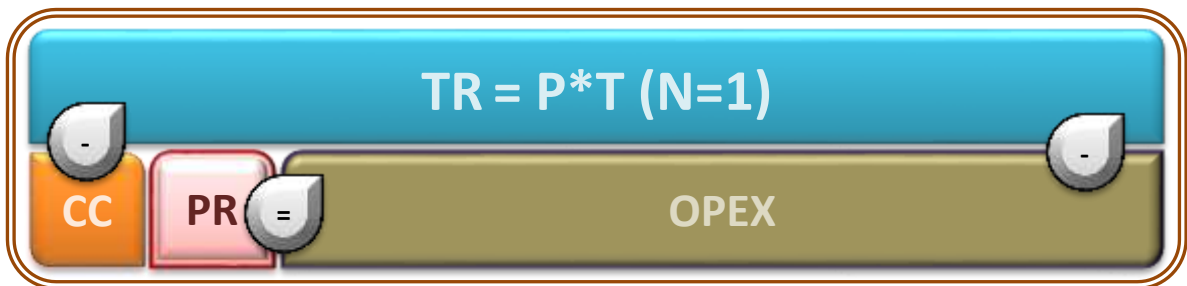 TR = P*T (N=1)
-
-
CC
PR
=
OPEX